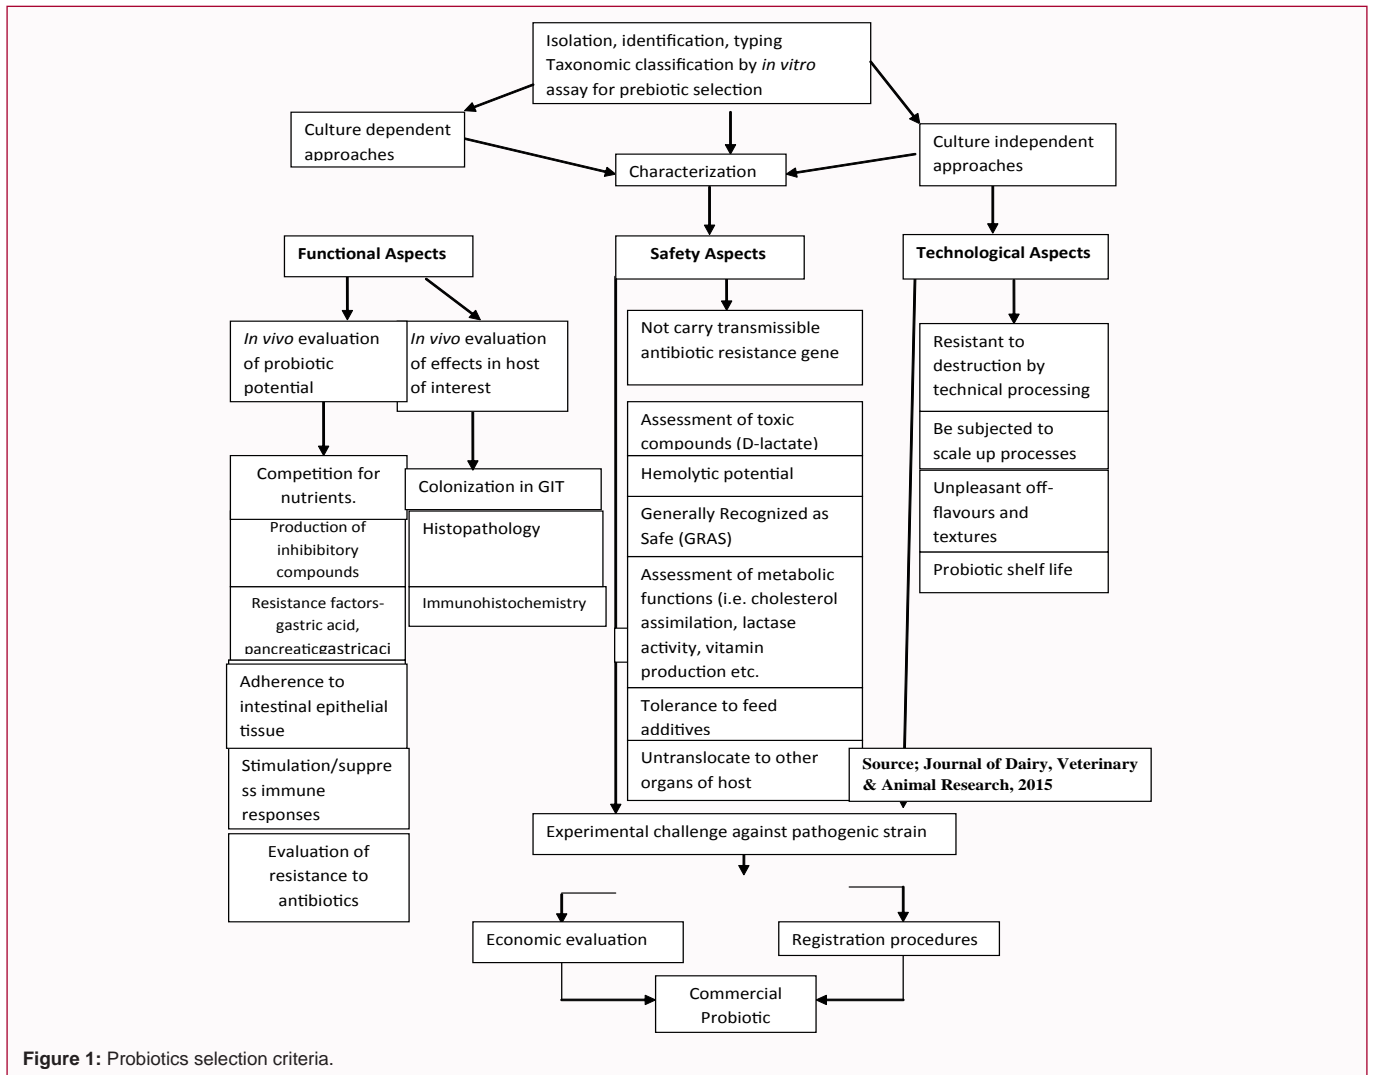 Isolation, identification, typing
Taxonomic classification by in vitro
assay for prebiotic selection
Culture dependent
approaches
Culture independent
approaches
Characterization
Functional Aspects
Safety Aspects
Technological Aspects
In vivo evaluation
of probiotic
potential
In vivo evaluation
of effects in host
of interest
Competition for
nutrients.
Production of
inhibibitory
compounds
Resistance factors-
gastric acid,
pancreaticgastricaci
Adherence to
intestinal epithelial
tissue
Stimulation/suppre
ss immune
responses
Evaluation of
resistance to
antibiotics
Colonization in GIT
Histopathology
Immunohistochemistry
Not carry transmissible
antibiotic resistance gene
Assessment of toxic
compounds (D-lactate)
Hemolytic potential
Generally Recognized as
Safe (GRAS)
Assessment of metabolic
functions (i.e. cholesterol
assimilation, lactase
activity, vitamin
production etc.
Tolerance to feed
additives
Untranslocate to other
organs of host
Resistant to
destruction by
technical processing
Be subjected to
scale up processes
Unpleasant off-
flavours and
textures
Probiotic shelf life
Source; Journal of Dairy, Veterinary
& Animal Research, 2015
Experimental challenge against pathogenic strain
Economic evaluation
Registration procedures
Commercial
Probiotic
Figure 1: Probiotics selection criteria.